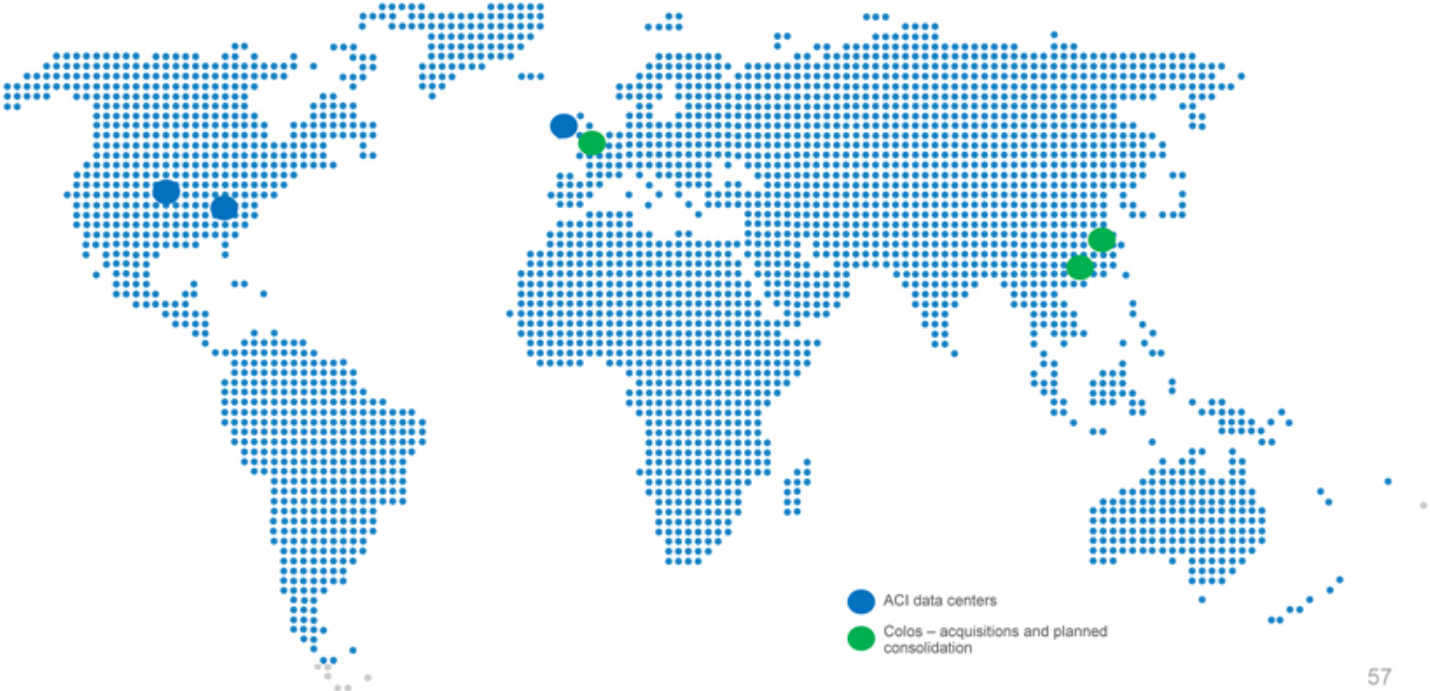 ACI data centers
Colos – acquisitions and planned
consolidation
57